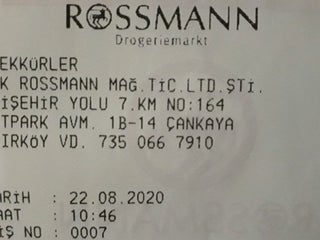 ROSSMANN
Drogeriemarkt
EKKÜRLER
K ROSSMANN MAĞ.TİC.LTD.ŞTİ.
İŞEHİR YOLU 7.KM NO:164
TPARK AVM. 1B-14 ÇANKAYA
IRKÖY VD. 735 066 7910
ARİH : 22.08.2020
AAT : 10:46
İŞ NO : 0007